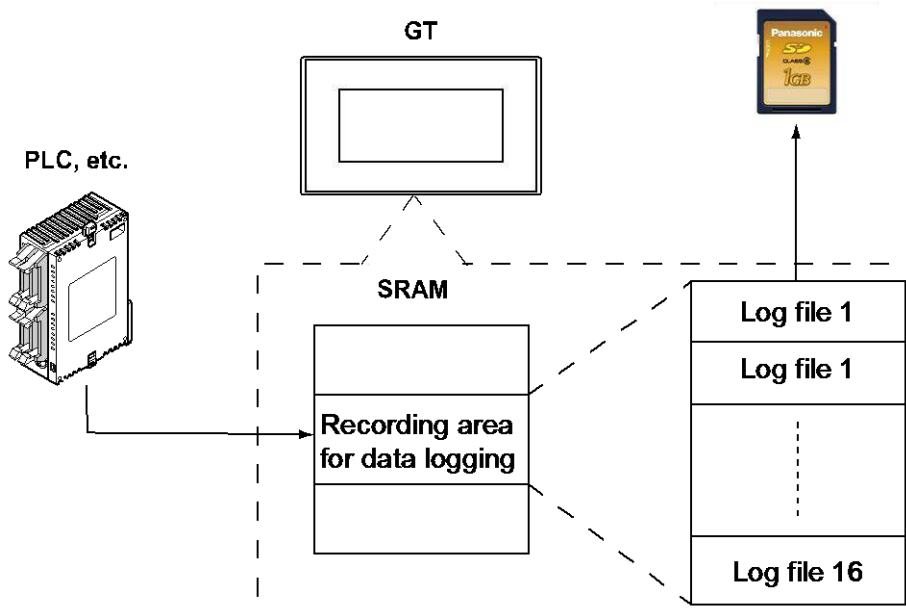 GT
Panasonic
SD
CLASS
1GB
PLC, etc.
SRAM
Recording area
for data logging
Log file 1
Log file 1
Log file 16